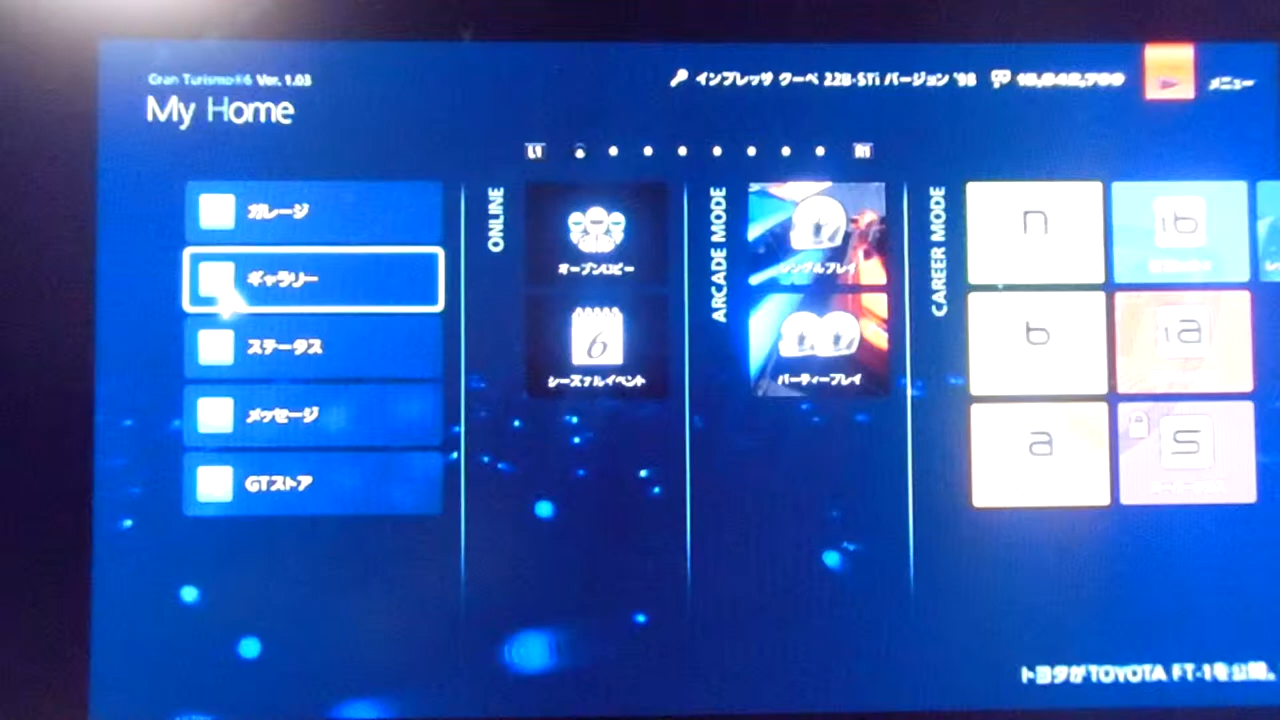 Gran Turismo®6 Ver. 1.03
My Home
インプレッサ クーペ 22B-STi バージョン '98
メニュー
L1
R1
ガレージ
ギャラリー
ステータス
メッセージ
GTストア
ONLINE
オープンロビー
6
シーズナルイベント
ARCADE MODE
シングルプレイ
パーティープレイ
CAREER MODE
n
ib
b
ia
a
S
トヨタがTOYOTA FT-1を公開。